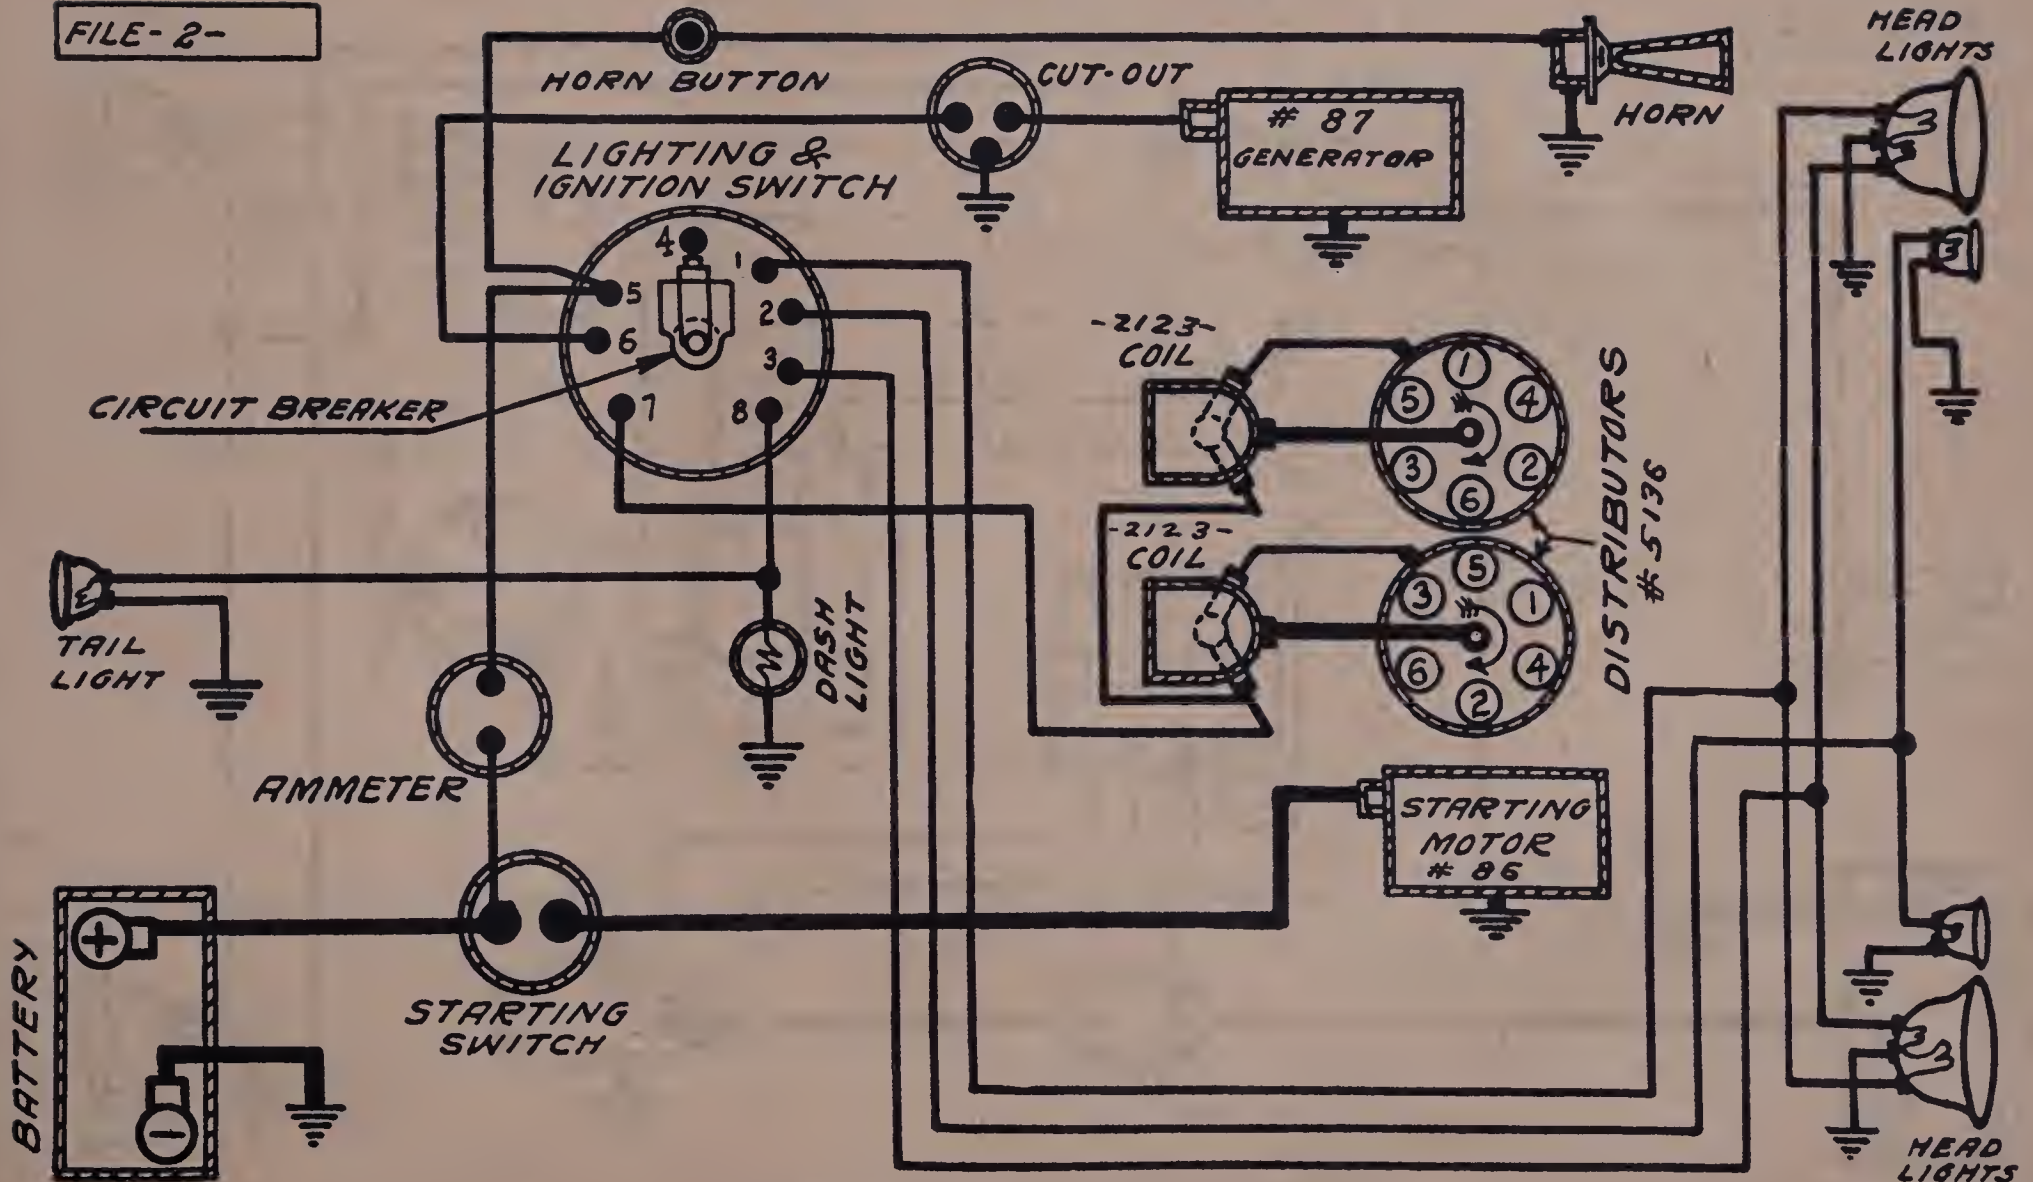 FILE-2-
HORN BUTTON
CUT-OUT
HORN
HEAD
LIGHTS
# 87
GENERATOR
LIGHTING &
IGNITION SWITCH
4
1
5
2
6
3
7
8
CIRCUIT BREAKER
-2123-
COIL
1
5
4
3
2
6
-2123-
COIL
5
3
1
6
4
2
DISTRIBUTORS
#5136
TAIL
LIGHT
DASH
LIGHT
AMMETER
STARTING
MOTOR
# 86
BATTERY
+
-
STARTING
SWITCH
HEAD
LIGHTS